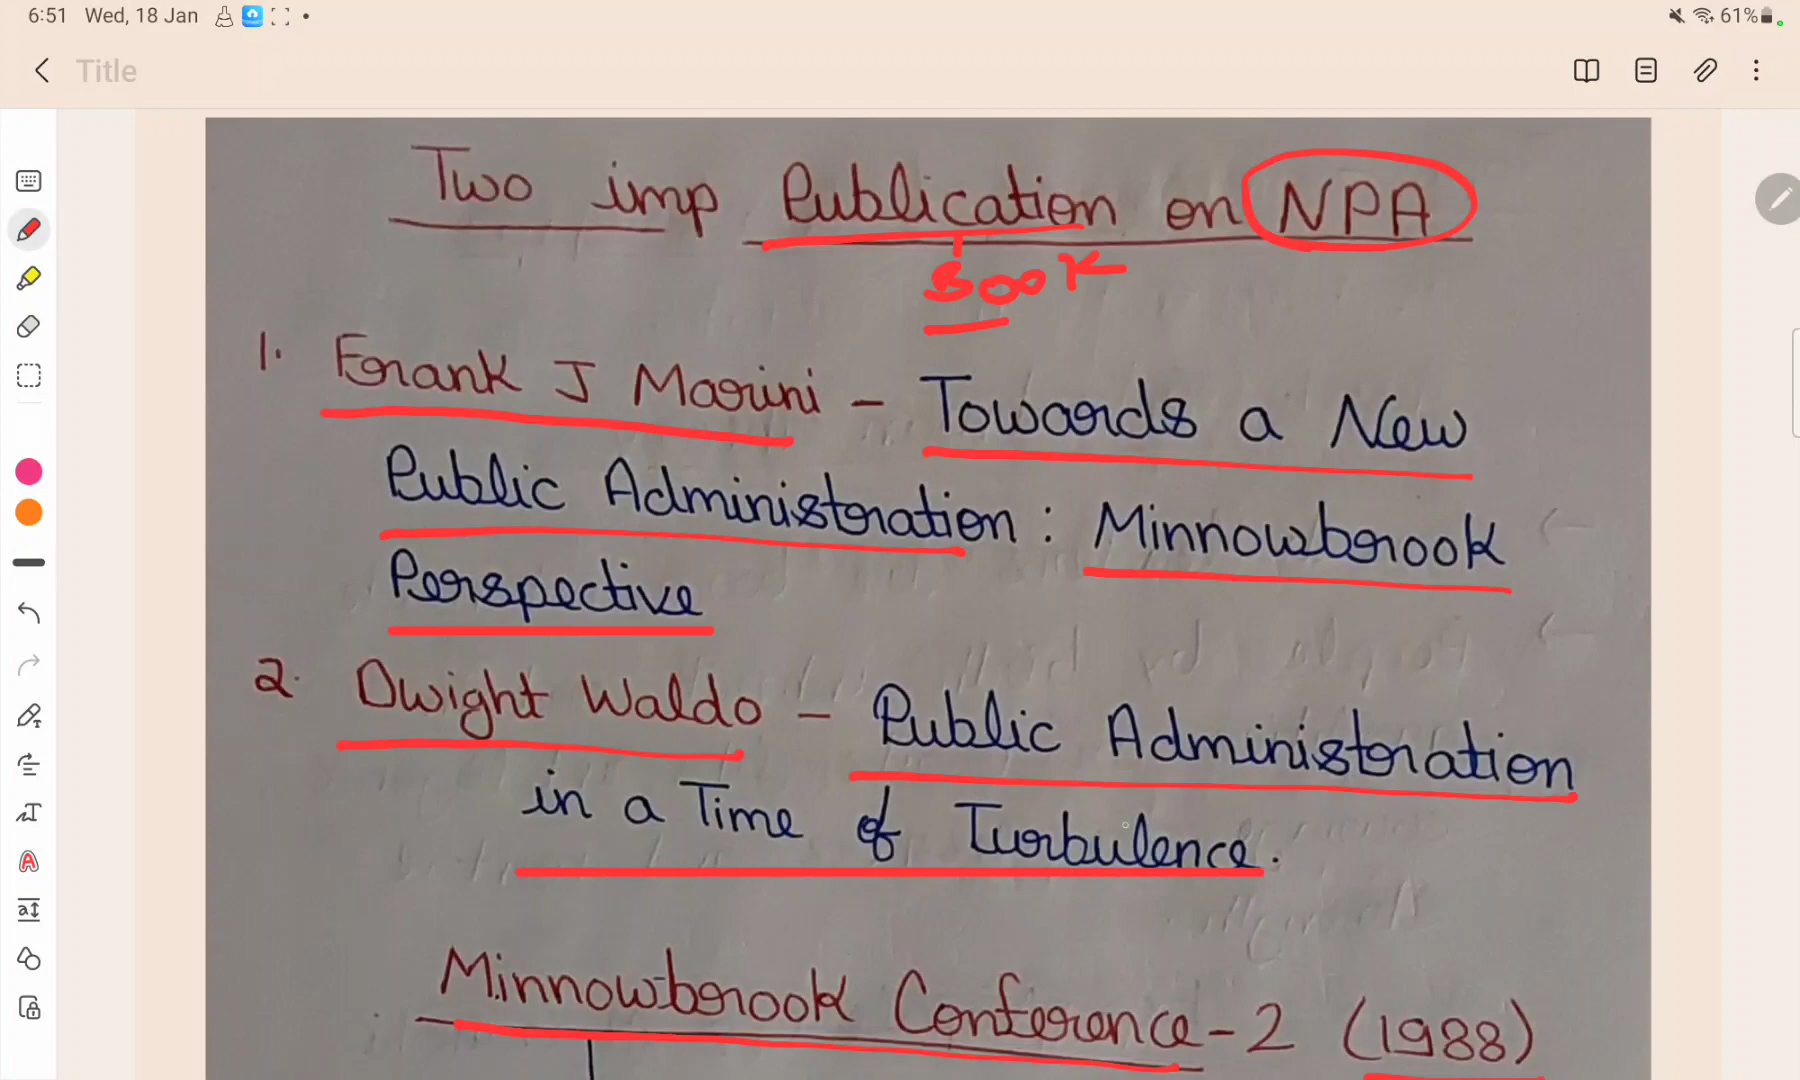 6:51 Wed, 18 Jan
61%
Title
Two imp Publication on NPA
Book
1. Frank J Marini - Towards a New
Public Administration : Minnowbrook
Perspective
2. Dwight Waldo - Public Administration
in a Time of Turbulence.
Minnowbrook Conference - 2 (1988)